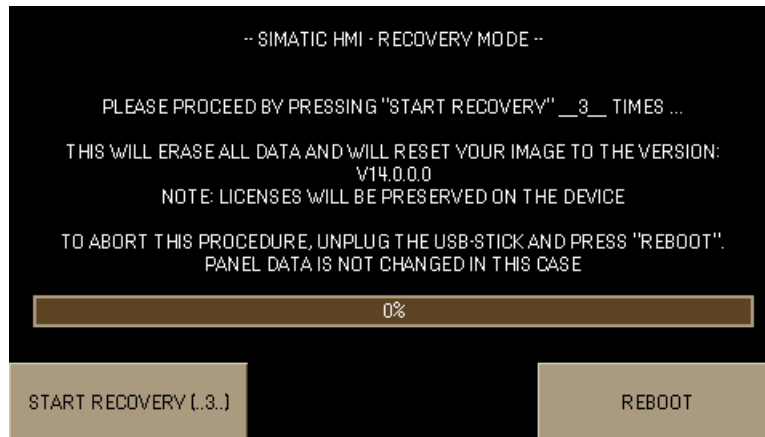 -- SIMATIC HMI - RECOVERY MODE --
PLEASE PROCEED BY PRESSING "START RECOVERY" __3__ TIMES ...
THIS WILL ERASE ALL DATA AND WILL RESET YOUR IMAGE TO THE VERSION:
V14.0.0.0
NOTE: LICENSES WILL BE PRESERVED ON THE DEVICE
TO ABORT THIS PROCEDURE, UNPLUG THE USB-STICK AND PRESS "REBOOT".
PANEL DATA IS NOT CHANGED IN THIS CASE
0%
START RECOVERY (..3..)
REBOOT